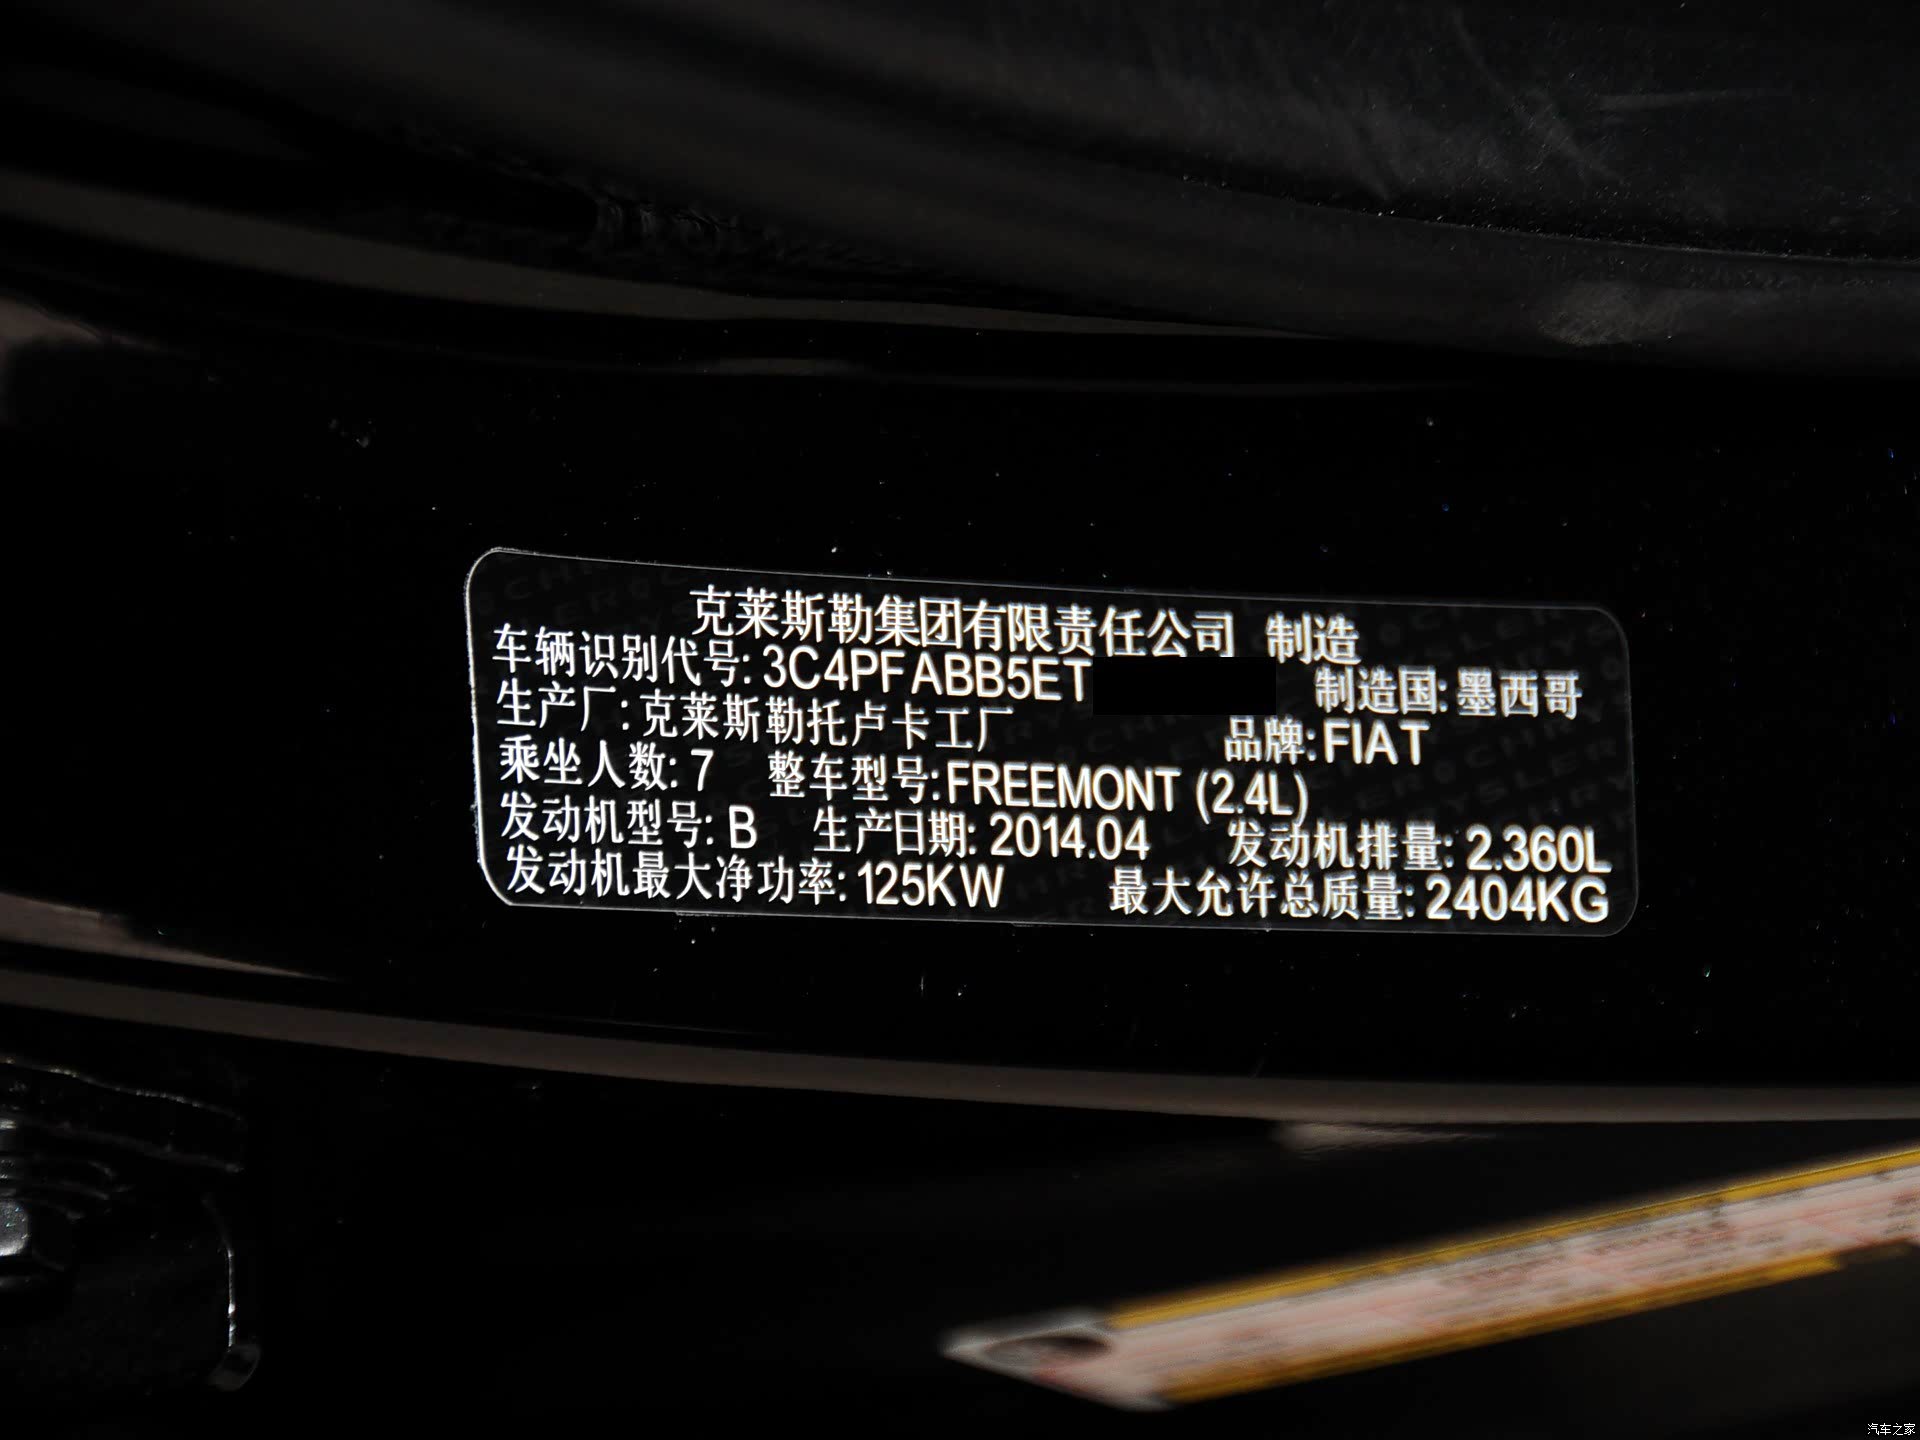 克莱斯勒集团有限责任公司 制造
车辆识别代号: 3C4PFABB5ET 制造国: 墨西哥
生产厂: 克莱斯勒托卢卡工厂 品牌: FIAT
乘坐人数: 7 整车型号: FREEMONT (2.4L)
发动机型号: B 生产日期: 2014.04 发动机排量: 2.360L
发动机最大净功率: 125KW 最大允许总质量: 2404KG
汽车之家